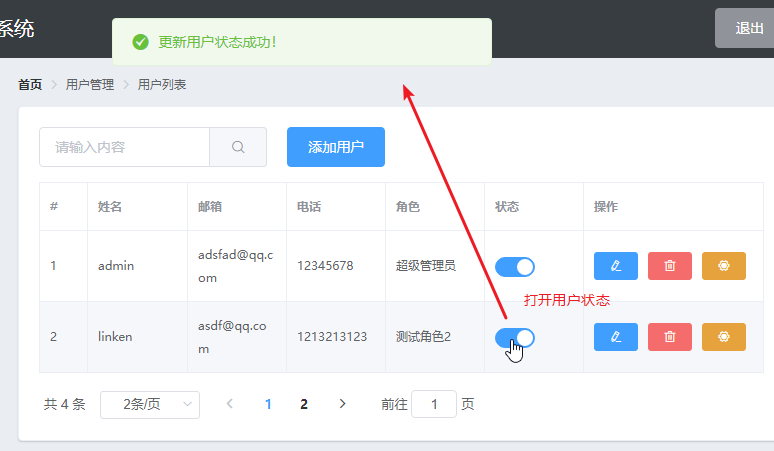 系统
更新用户状态成功!
退出
首页 > 用户管理 > 用户列表
请输入内容
添加用户
# 姓名 邮箱 电话 角色 状态 操作
1 admin adsfad@qq.c 12345678 超级管理员
om
打开用户状态
2 linken asdf@qq.co 1213213123 测试角色2
m
共 4 条 2条/页 < 1 2 > 前往 1 页